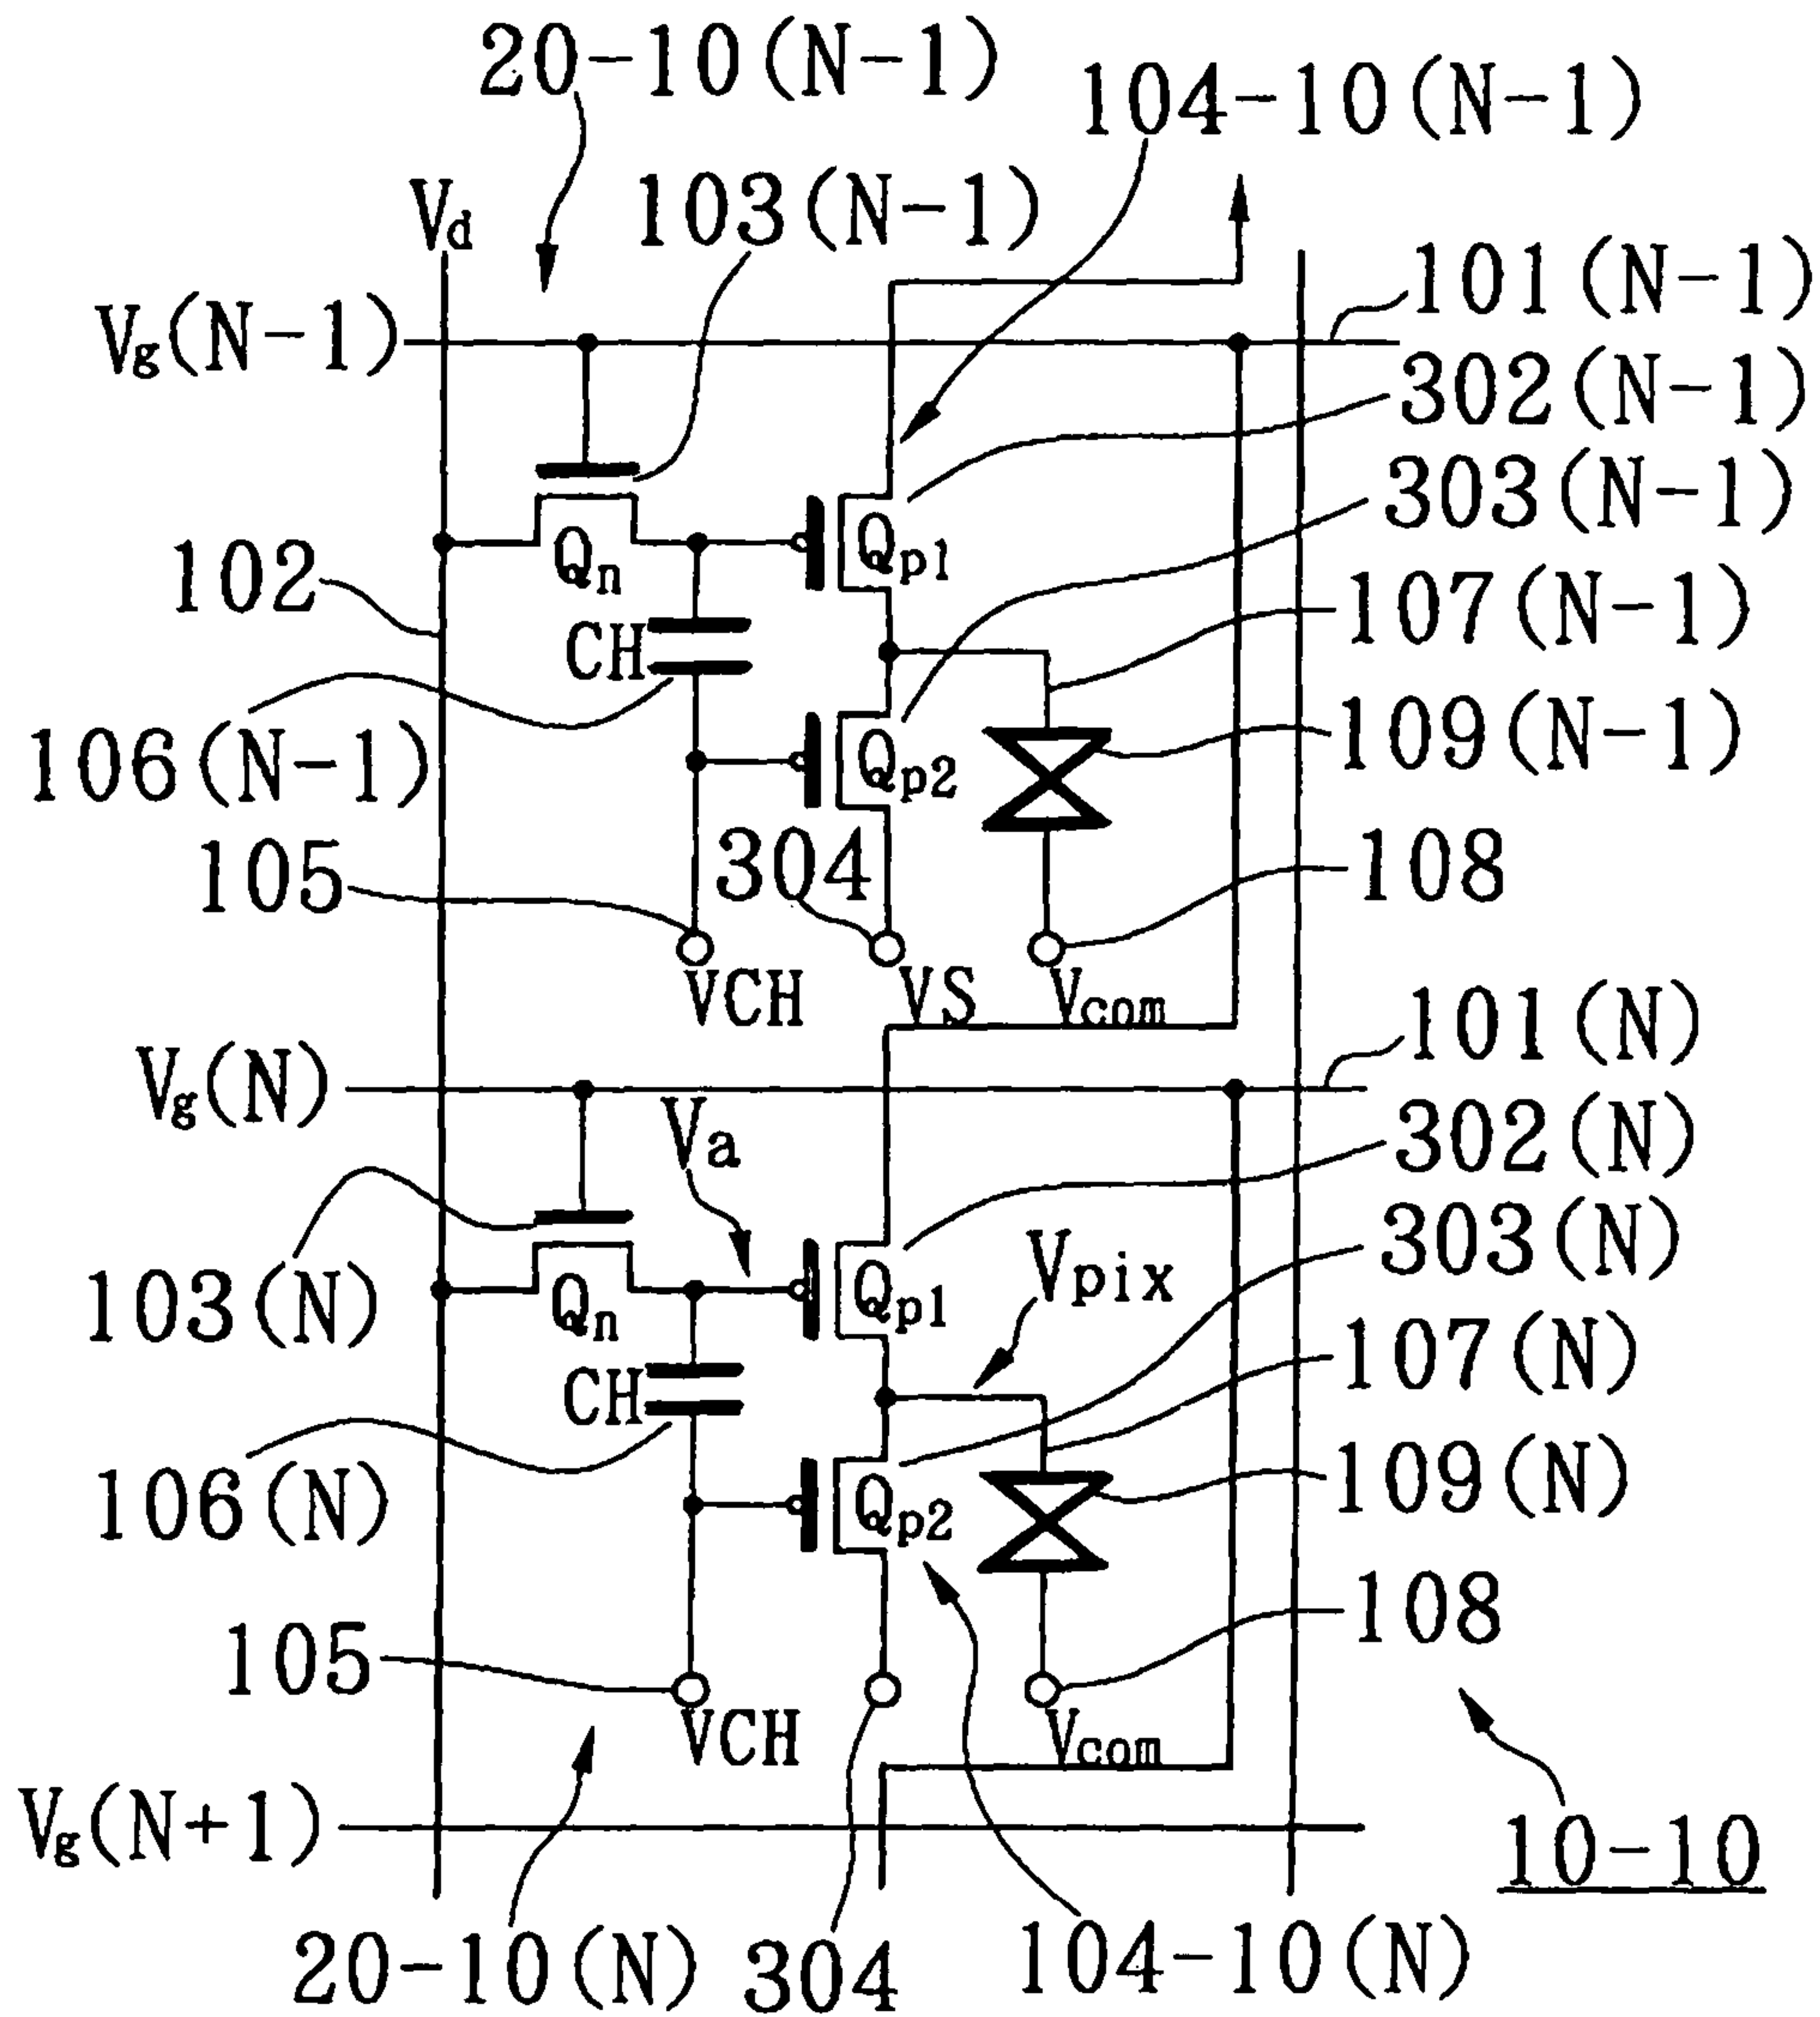 20-10(N-1)
104-10(N-1)
Vd
103(N-1)
101(N-1)
Vg(N-1)
302(N-1)
303(N-1)
Qn
Qp1
102
107(N-1)
CH
109(N-1)
Qp2
106(N-1)
304
108
105
VCH
VS
Vcom
101(N)
Vg(N)
Va
302(N)
303(N)
Vpix
103(N)
Qn
Qp1
107(N)
CH
109(N)
106(N)
Qp2
108
105
VCH
Vcom
Vg(N+1)
10-10
20-10(N)
304
104-10(N)